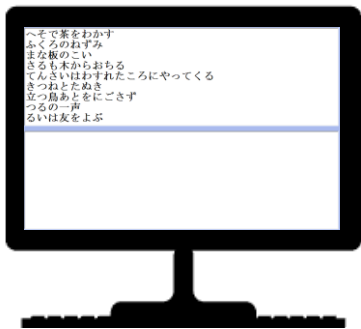 へそで茶をわかす
ふくろのねずみ
まな板のこい
さるも木からおちる
てんさいはわすれたころにやってくる
きつねとたぬき
立つ鳥あとをにごさず
つるの一声
るいは友をよぶ